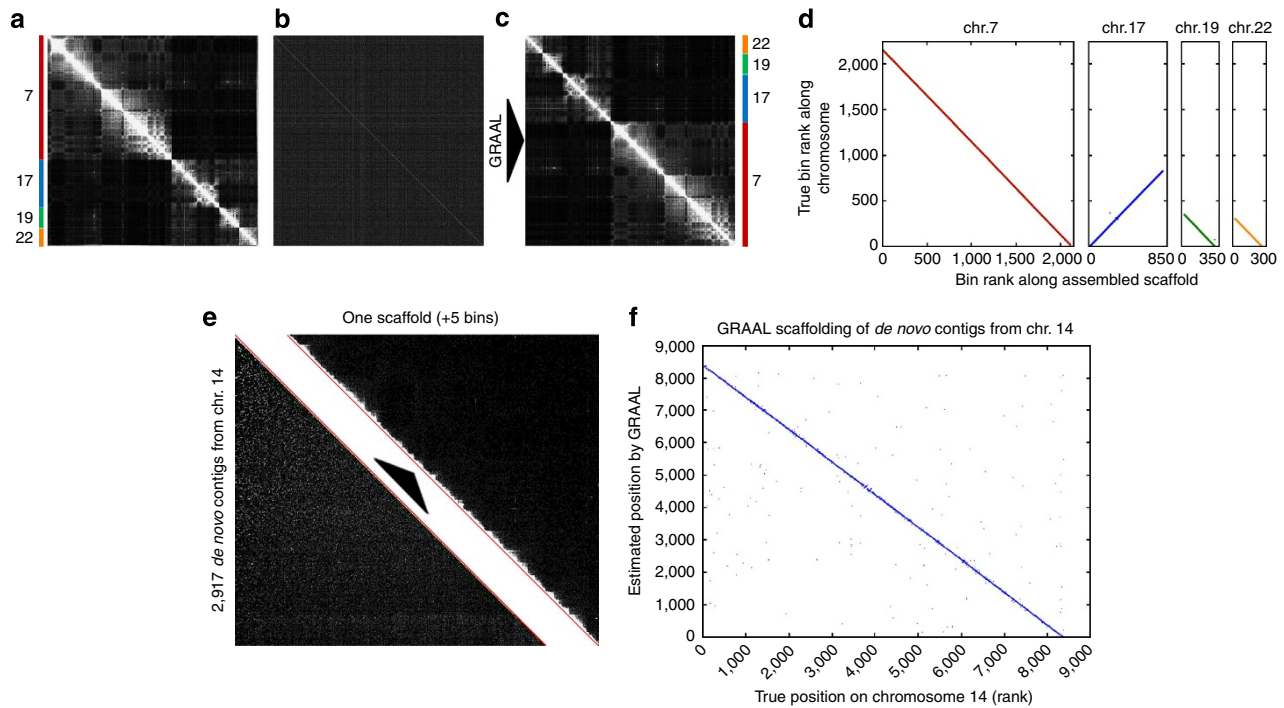 a
b
c
d
7
17
19
22
GRAAL
22
19
17
7
chr.7
chr.17
chr.19
chr.22
True bin rank along
chromosome
2,000
1,500
1,000
500
0
0 500 1,000 1,500 2,000
0 850
0 350
0 300
Bin rank along assembled scaffold
e
One scaffold (+5 bins)
2,917 de novo contigs from chr. 14
f
GRAAL scaffolding of de novo contigs from chr. 14
Estimated position by GRAAL
9,000
8,000
7,000
6,000
5,000
4,000
3,000
2,000
1,000
0
0 1,000 2,000 3,000 4,000 5,000 6,000 7,000 8,000 9,000
True position on chromosome 14 (rank)